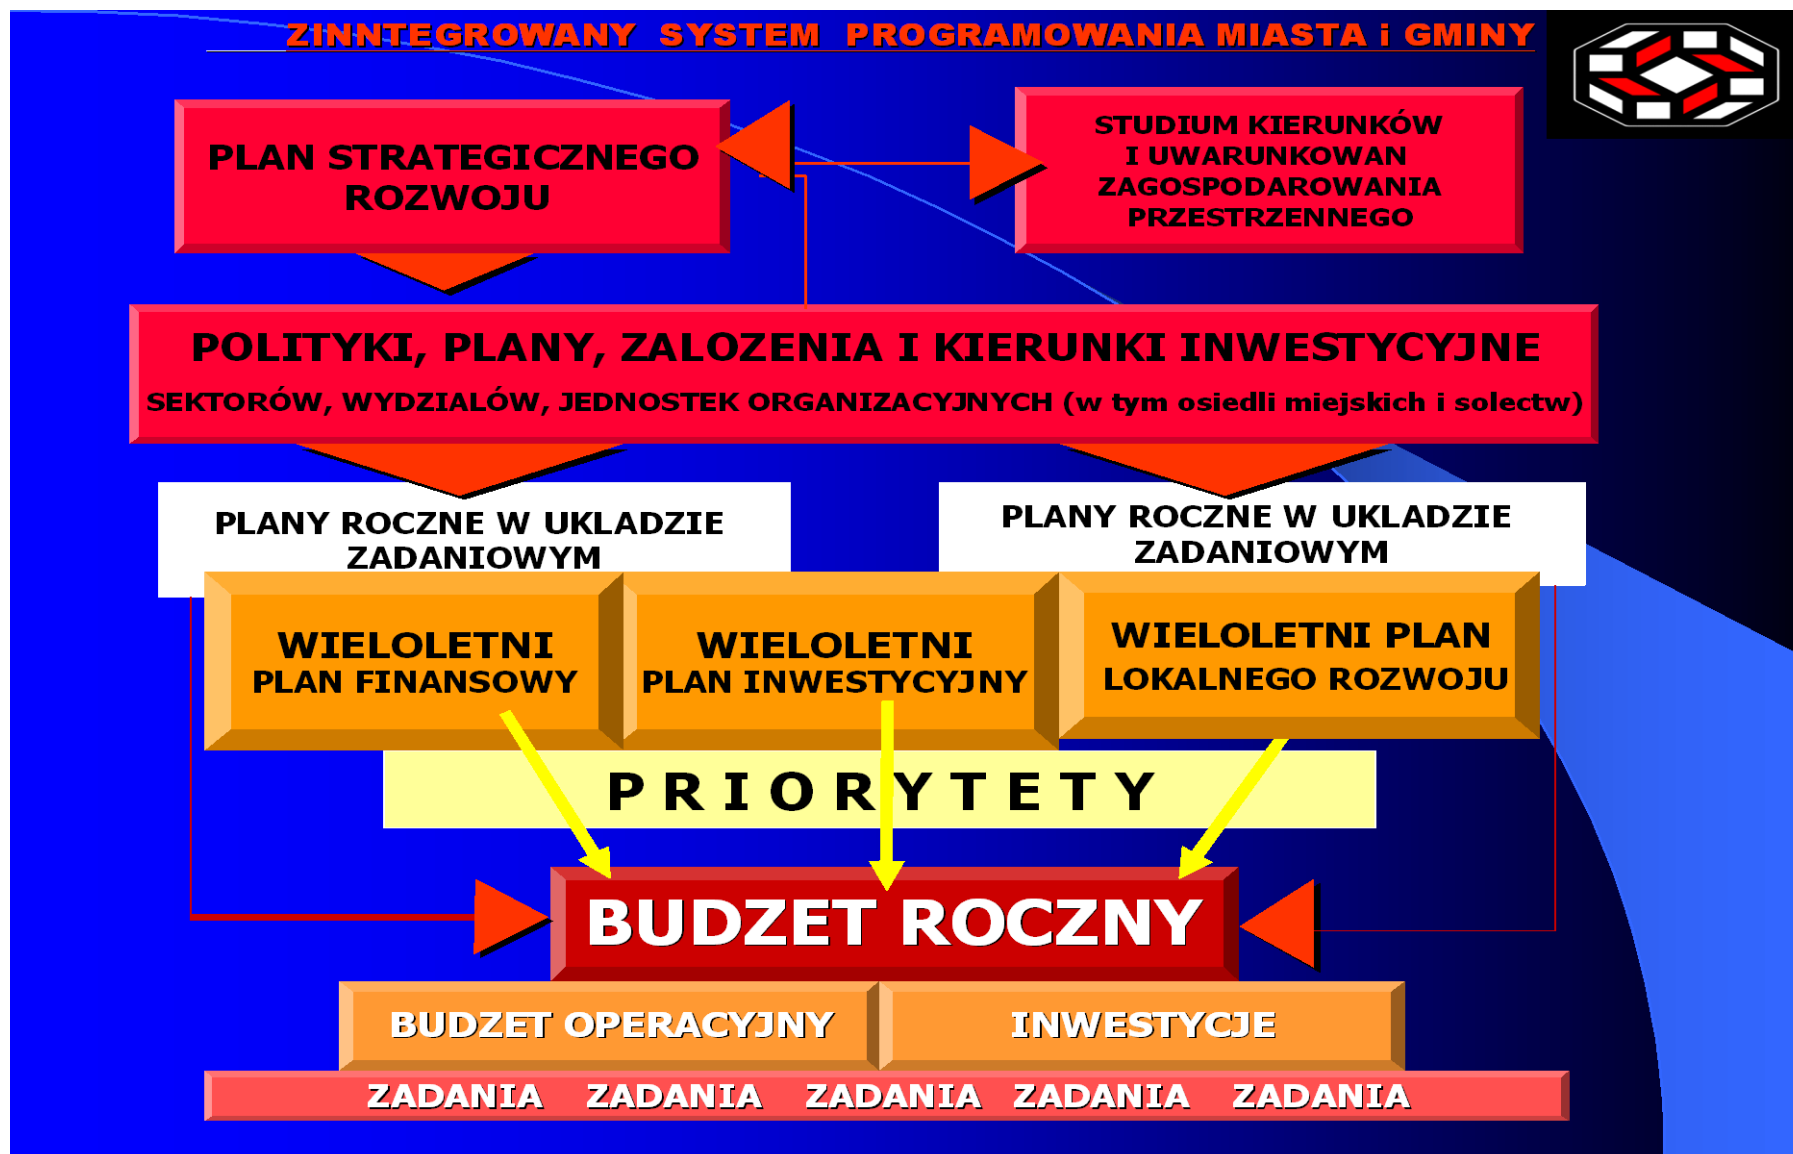 ZINNTEGROWANY SYSTEM PROGRAMOWANIA MIASTA i GMINY
PLAN STRATEGICZNEGO
ROZWOJU
STUDIUM KIERUNKÓW
I UWARUNKOWAN
ZAGOSPODAROWANIA
PRZESTRZENNEGO
POLITYKI, PLANY, ZALOZENIA I KIERUNKI INWESTYCYJNE
SEKTORÓW, WYDZIALÓW, JEDNOSTEK ORGANIZACYJNYCH (w tym osiedli miejskich i solectw)
PLANY ROCZNE W UKLADZIE
ZADANIOWYM
PLANY ROCZNE W UKLADZIE
ZADANIOWYM
WIELOLETNI
PLAN FINANSOWY
WIELOLETNI
PLAN INWESTYCYJNY
WIELOLETNI PLAN
LOKALNEGO ROZWOJU
P R I O R Y T E T Y
BUDZET ROCZNY
BUDZET OPERACYJNY
INWESTYCJE
ZADANIA ZADANIA ZADANIA ZADANIA ZADANIA